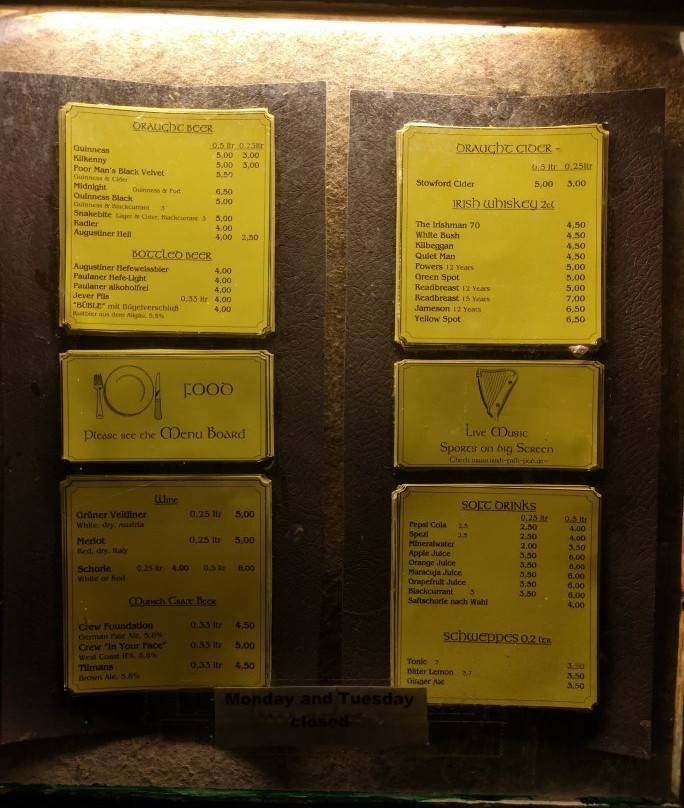 DRAUGHT BEER
0,5 ltr 0,25ltr
Guinness 5,00 3,00
Kilkenny 5,00 3,00
Poor Man's Black Velvet 5,50
Guinness & Cider
Midnight Guinness & Port 6,50
Guinness Black 5,00
Guinness & Blackcurrant 3
Snakebite Lager & Cider, Blackcurrant 3 5,00
Radler 4,00
Augustiner Hell 4,00 2,50
BOTTLED BEER
Augustiner Hefeweissbier 4,00
Paulaner Hefe-Light 4,00
Paulaner alkoholfrei 4,00
Jever Pils 0,33 ltr 4,00
"BÜBLE" mit Bügelverschluß 4,00
aus dem Allgäu, 5,5%
FOOD
Please see the Menu Board
Wine
Grüner Veltliner 0,25 ltr 5,00
White, dry, Austria
Merlot 0,25 ltr 5,00
Red, dry, Italy
Schorle 0,25 ltr 4,00 0,5 ltr 8,00
White or Red
Munich Craft Beer
Crew Foundation 0,33 ltr 4,50
German Pale Ale, 5,6%
Crew "In Your Face" 0,33 ltr 5,00
West Coast IPA, 6,8%
Tilmans 0,33 ltr 4,50
Brown Ale, 5,6%
DRAUGHT CIDER
0,5 ltr 0,25ltr
Stowford Cider 5,00 3,00
IRISH WHISKEY 2cl
The Irishman 70 4,50
White Bush 4,50
Kilbeggan 4,50
Quiet Man 4,50
Powers 12 Years 5,00
Green Spot 5,00
Readbreast 12 Years 5,00
Readbreast 15 Years 7,00
Jameson 12 Years 6,50
Yellow Spot 6,50
Live Music
Sports on big Screen
Check
SOFT DRINKS
0,25 ltr 0,5 ltr
Pepsi Cola 2,5 2,50 4,00
Spezi 2,5 2,50 4,00
Mineralwater 2,00 3,50
Apple Juice 3,50 6,00
Orange Juice 3,50 6,00
Maracuja Juice 3,50 6,00
Grapefruit Juice 3,50 6,00
Blackcurrant 3 3,50 6,00
Saftschorle nach Wahl 4,00
SCHWEPPES 0,2 lTR
Tonic 7 3,50
Bitter Lemon 3,7 3,50
Ginger Ale 3,50
Monday and Tuesday
closed